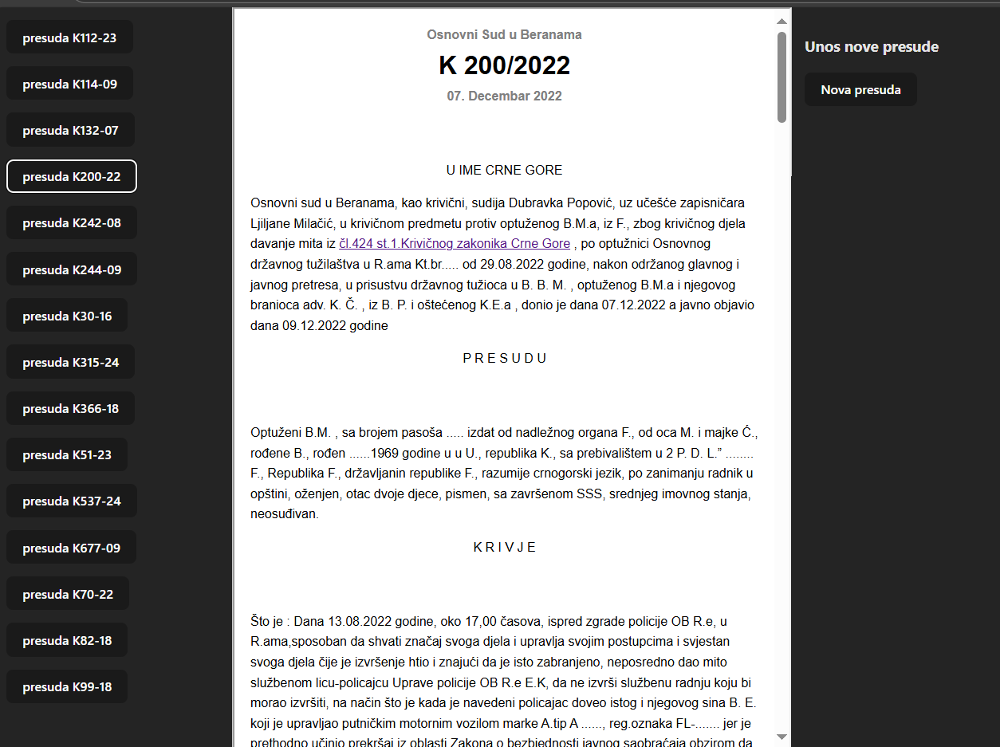 presuda K112-23
presuda K114-09
presuda K132-07
presuda K200-22
presuda K242-08
presuda K244-09
presuda K30-16
presuda K315-24
presuda K366-18
presuda K51-23
presuda K537-24
presuda K677-09
presuda K70-22
presuda K82-18
presuda K99-18
Osnovni Sud u Beranama
K 200/2022
07. Decembar 2022
U IME CRNE GORE
Osnovni sud u Beranama, kao krivični, sudija Dubravka Popović, uz učešće zapisničara
Ljiljane Milačić, u krivičnom predmetu protiv optuženog B.M.a, iz F., zbog krivičnog djela
davanje mita iz čl.424 st.1.Krivičnog zakonika Crne Gore , po optužnici Osnovnog
državnog tužilaštva u R.ama Kt.br..... od 29.08.2022 godine, nakon održanog glavnog i
javnog pretresa, u prisustvu državnog tužioca u B. B. M. , optuženog B.M.a i njegovog
branioca adv. K. Č. , iz B. P. i oštećenog K.E.a , donio je dana 07.12.2022 a javno objavio
dana 09.12.2022 godine
P R E S U D U
Optuženi B.M. , sa brojem pasoša ..... izdat od nadležnog organa F., od oca M. i majke Ć.,
rođene B., rođen ......1969 godine u u U., republika K., sa prebivalištem u 2 P. D. L.” ........
F., Republika F., državljanin republike F., razumije crnogorski jezik, po zanimanju radnik u
opštini, oženjen, otac dvoje djece, pismen, sa završenom SSS, srednjeg imovnog stanja,
neosuđivan.
K R I V J E
Što je : Dana 13.08.2022 godine, oko 17,00 časova, ispred zgrade policije OB R.e, u
R.ama,sposoban da shvati značaj svoga djela i upravlja svojim postupcima i svjestan
svoga djela čije je izvršenje htio i znajući da je isto zabranjeno, neposredno dao mito
službenom licu-policajcu Uprave policije OB R.e E.K, da ne izvrši službenu radnju koju bi
morao izvršiti, na način što je kada je navedeni policajac doveo istog i njegovog sina B. E.
koji je upravljao putničkim motornim vozilom marke A.tip A ......, reg.oznaka FL-....... jer je
prethodno učinio prekršaj iz oblasti Zakona o bezbjednosti javnog saobraćaja obzirom da
Unos nove presude
Nova presuda